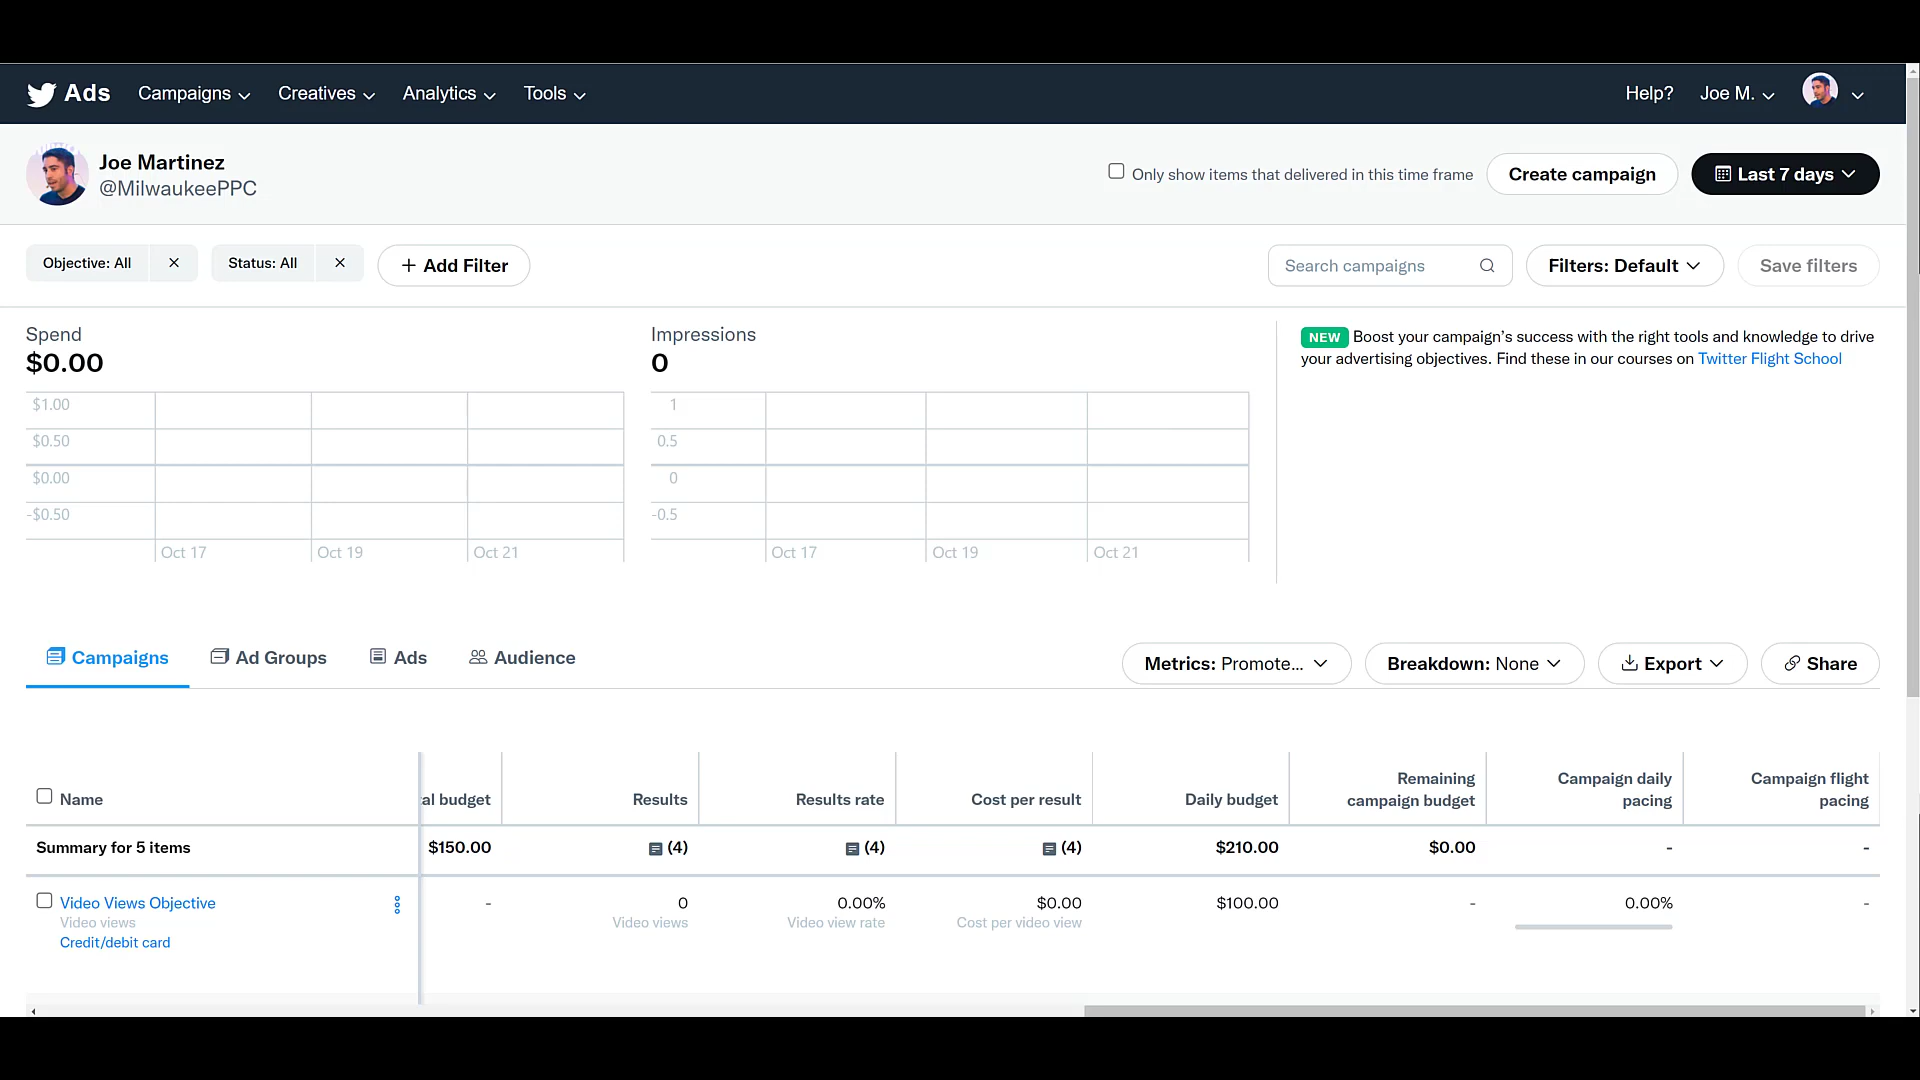 Ads Campaigns Creatives Analytics Tools Help? Joe M.
Joe Martinez
@MilwaukeePPC
Only show items that delivered in this time frame
Create campaign
Last 7 days
Objective: All
Status: All
+ Add Filter
Search campaigns
Filters: Default
Save filters
Spend
$0.00
$1.00
$0.50
$0.00
-$0.50
Oct 17 Oct 19 Oct 21
Impressions
0
1
0.5
0
-0.5
Oct 17 Oct 19 Oct 21
NEW Boost your campaign's success with the right tools and knowledge to drive
your advertising objectives. Find these in our courses on Twitter Flight School
Campaigns Ad Groups Ads Audience
Metrics: Promote...
Breakdown: None
Export
Share
Name al budget Results Results rate Cost per result Daily budget
Remaining
campaign budget
Campaign daily
pacing
Campaign flight
pacing
Summary for 5 items $150.00 (4) (4) (4) $210.00 $0.00 - -
Video Views Objective - 0 0.00% $0.00 $100.00 - 0.00% -
Video views Video views Video view rate Cost per video view
Credit/debit card